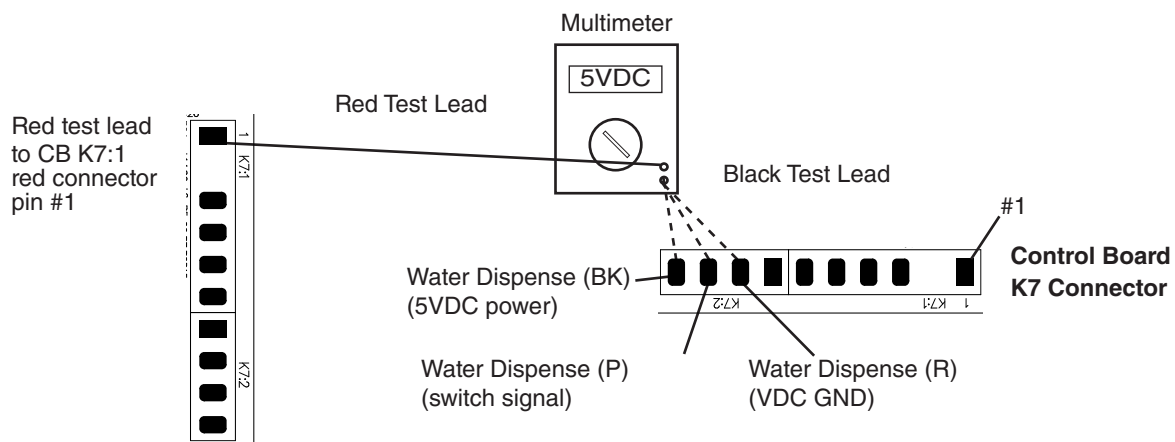 Multimeter
5VDC
Red Test Lead
Red test lead
to CB K7:1
red connector
pin #1
1
K7:1
K7:2
Black Test Lead
#1
Control Board
K7 Connector
Water Dispense (BK)
(5VDC power)
K7:2
K7:1
1
Water Dispense (P)
(switch signal)
Water Dispense (R)
(VDC GND)